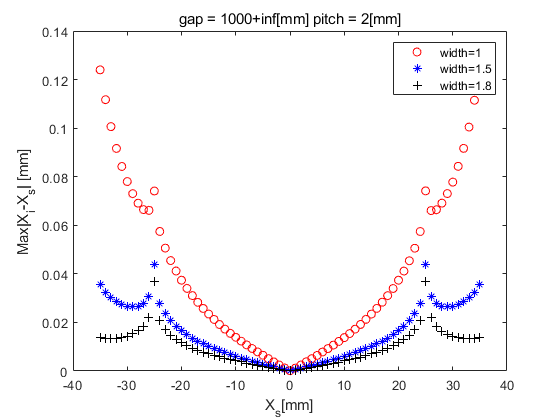 gap = 1000+inf[mm] pitch = 2[mm]
0.14
0.12
0.1
0.08
0.06
0.04
0.02
0
Max|X_i-X_s| [mm]
width=1
width=1.5
width=1.8
-40 -30 -20 -10 0 10 20 30 40
X_s[mm]